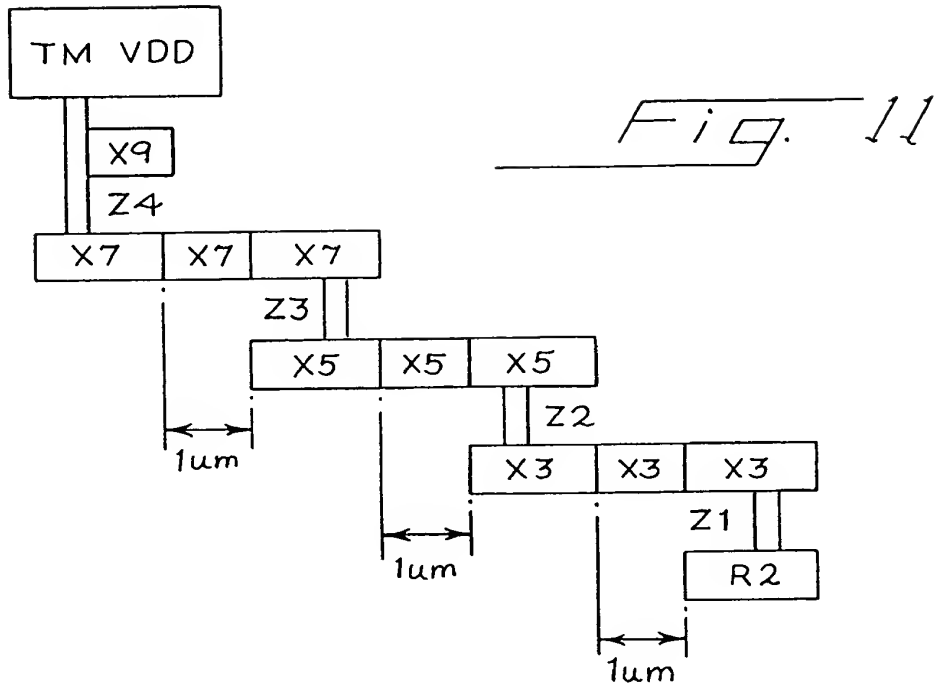 TM VDD
Fig. 11
X9
Z4
X7 X7 X7
Z3
X5 X5 X5
Z2
1um
X3 X3 X3
Z1
1um
R2
1um